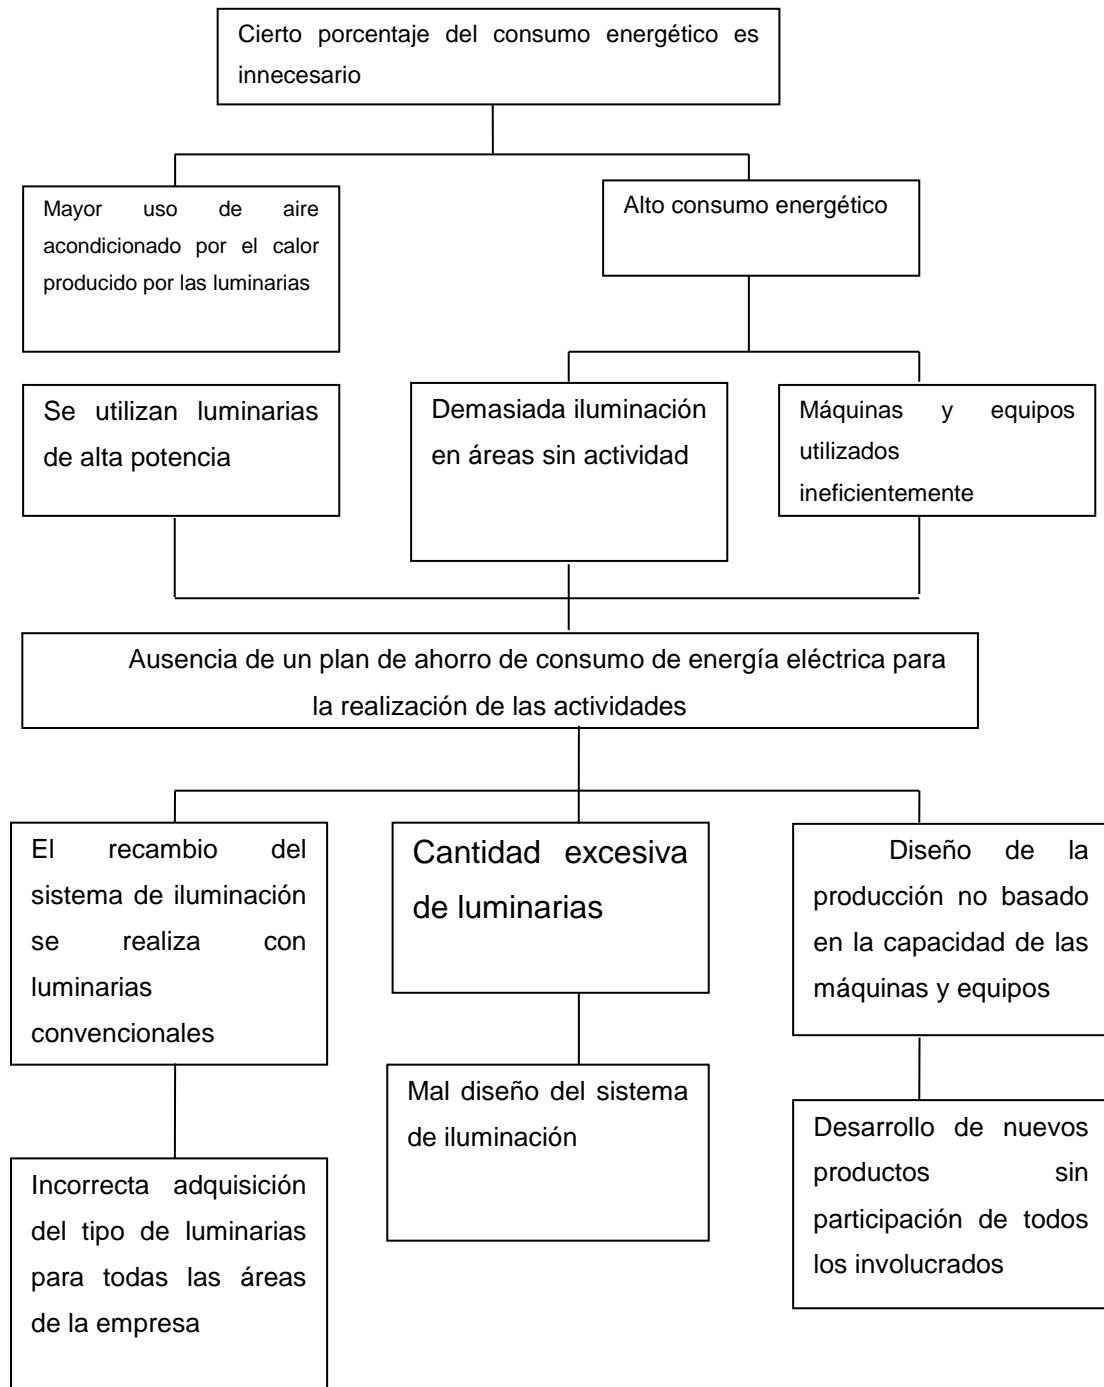 Cierto porcentaje del consumo energético es
innecesario
Mayor uso de aire
acondicionado por el calor
producido por las luminarias
Alto consumo energético
Se utilizan luminarias
de alta potencia
Demasiada iluminación
en áreas sin actividad
Máquinas y equipos
utilizados
ineficientemente
Ausencia de un plan de ahorro de consumo de energía eléctrica para
la realización de las actividades
El recambio del
sistema de iluminación
se realiza con
luminarias
convencionales
Cantidad excesiva
de luminarias
Diseño de la
producción no basado
en la capacidad de las
máquinas y equipos
Mal diseño del sistema
de iluminación
Desarrollo de nuevos
productos sin
participación de todos
los involucrados
Incorrecta adquisición
del tipo de luminarias
para todas las áreas
de la empresa